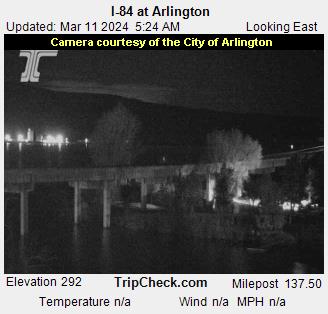 I-84 at Arlington
Updated: Mar 11 2024 5:24 AM Looking East
Camera courtesy of the City of Arlington
Elevation 292 TripCheck.com Milepost 137.50
Temperature n/a Wind n/a MPH n/a